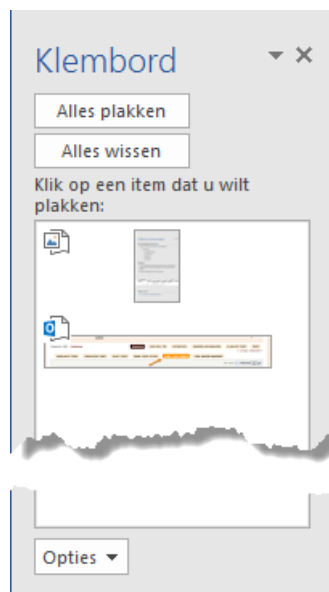 Klembord
Alles plakken
Alles wissen
Klik op een item dat u wilt
plakken:
Opties